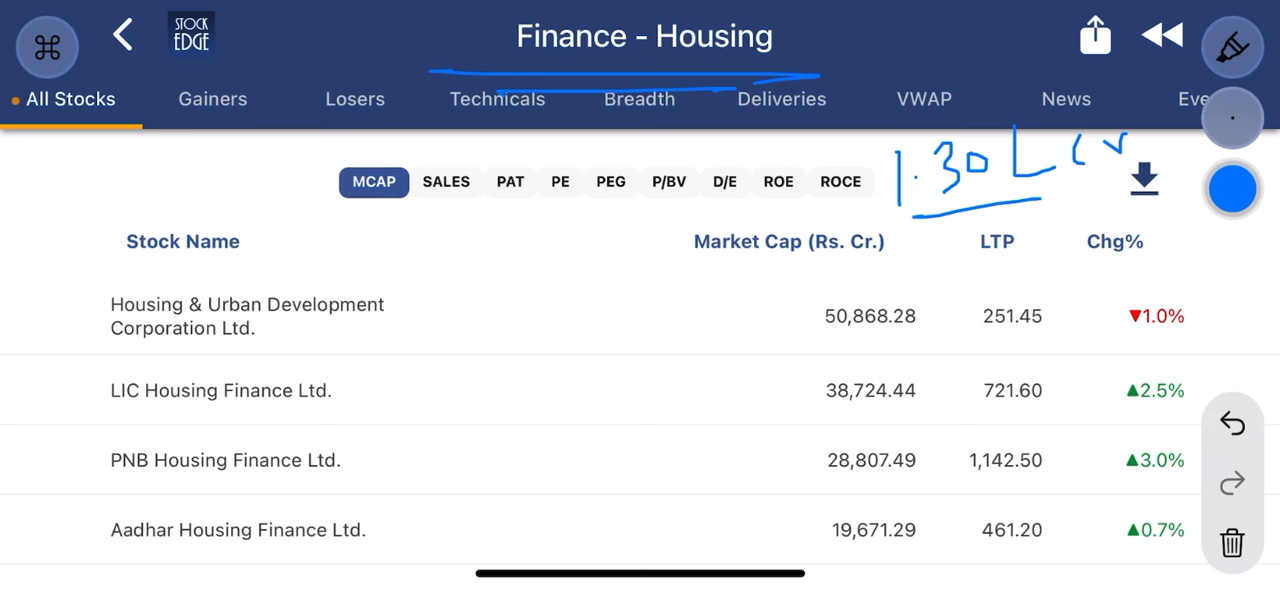 STOCK EDGE
Finance - Housing
All Stocks Gainers Losers Technicals Breadth Deliveries VWAP News Eve
1.30 L Cr
MCAP SALES PAT PE PEG P/BV D/E ROE ROCE
Stock Name Market Cap (Rs. Cr.) LTP Chg%
Housing & Urban Development
Corporation Ltd. 50,868.28 251.45 ▼1.0%
LIC Housing Finance Ltd. 38,724.44 721.60 ▲2.5%
PNB Housing Finance Ltd. 28,807.49 1,142.50 ▲3.0%
Aadhar Housing Finance Ltd. 19,671.29 461.20 ▲0.7%